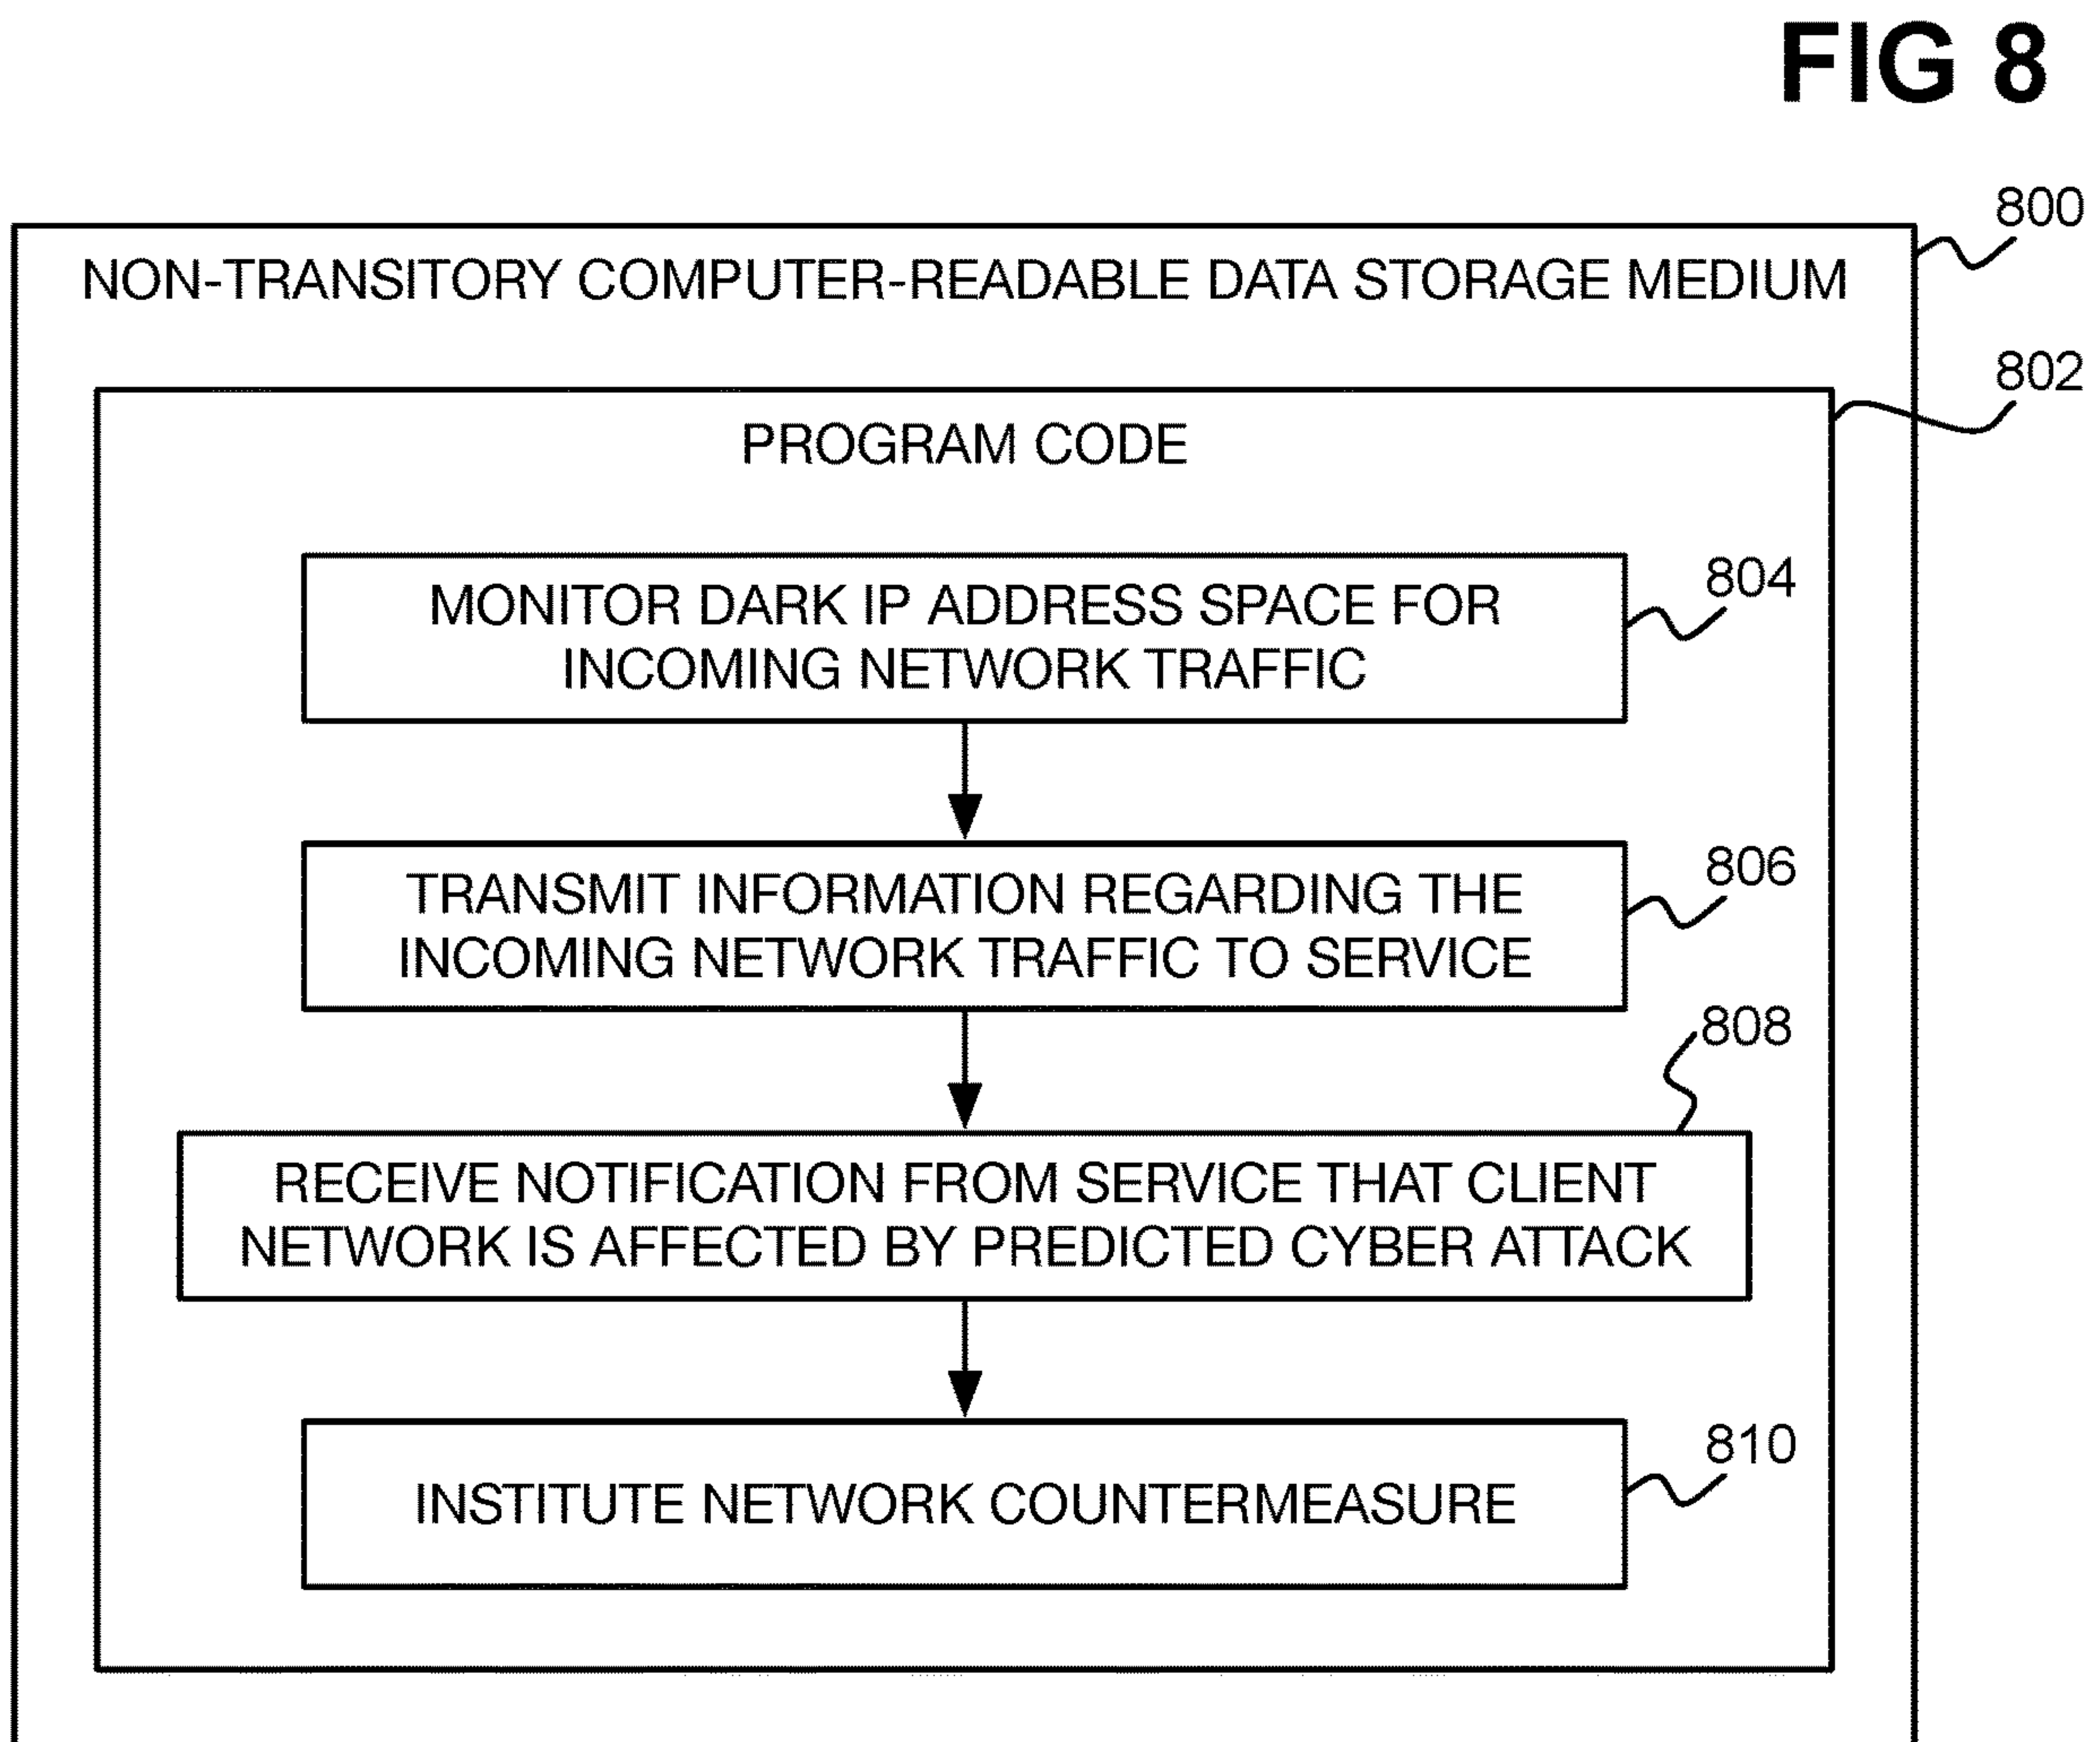 FIG 8
800
NON-TRANSITORY COMPUTER-READABLE DATA STORAGE MEDIUM
802
PROGRAM CODE
804
MONITOR DARK IP ADDRESS SPACE FOR
INCOMING NETWORK TRAFFIC
806
TRANSMIT INFORMATION REGARDING THE
INCOMING NETWORK TRAFFIC TO SERVICE
808
RECEIVE NOTIFICATION FROM SERVICE THAT CLIENT
NETWORK IS AFFECTED BY PREDICTED CYBER ATTACK
810
INSTITUTE NETWORK COUNTERMEASURE